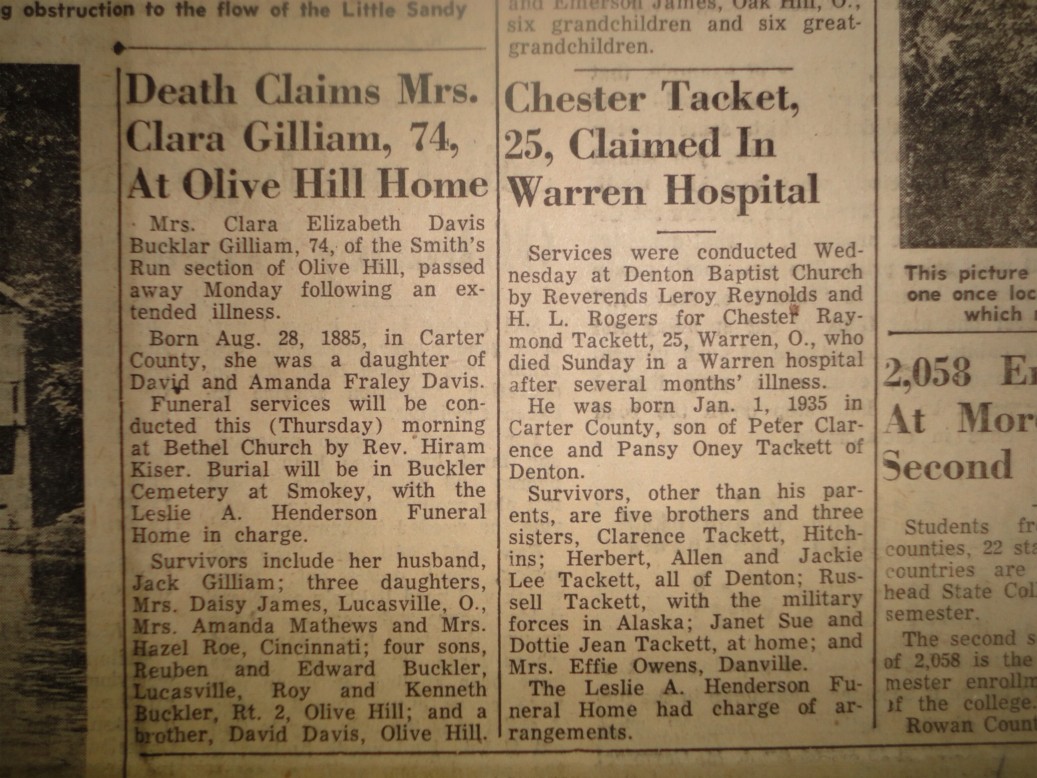 g obstruction to the flow of the Little Sandy
Death Claims Mrs.
Clara Gilliam, 74,
At Olive Hill Home
Mrs. Clara Elizabeth Davis
Bucklar Gilliam, 74, of the Smith's
Run section of Olive Hill, passed
away Monday following an ex-
tended illness.
Born Aug. 28, 1885, in Carter
County, she was a daughter of
David and Amanda Fraley Davis.
Funeral services will be con-
ducted this (Thursday) morning
at Bethel Church by Rev. Hiram
Kiser. Burial will be in Buckler
Cemetery at Smokey, with the
Leslie A. Henderson Funeral
Home in charge.
Survivors include her husband,
Jack Gilliam; three daughters,
Mrs. Daisy James, Lucasville, O.,
Mrs. Amanda Mathews and Mrs.
Hazel Roe, Cincinnati; four sons,
Reuben and Edward Buckler,
Lucasville, Roy and Kenneth
Buckler, Rt. 2, Olive Hill; and a
brother, David Davis, Olive Hill.
and Emerson James, Oak Hill, O.,
six grandchildren and six great-
grandchildren.
Chester Tacket,
25, Claimed In
Warren Hospital
Services were conducted Wed-
nesday at Denton Baptist Church
by Reverends Leroy Reynolds and
H. L. Rogers for Chester Ray-
mond Tackett, 25, Warren, O., who
died Sunday in a Warren hospital
after several months' illness.
He was born Jan. 1, 1935 in
Carter County, son of Peter Clar-
ence and Pansy Oney Tackett of
Denton.
Survivors, other than his par-
ents, are five brothers and three
sisters, Clarence Tackett, Hitch-
ins; Herbert, Allen and Jackie
Lee Tackett, all of Denton; Rus-
sell Tackett, with the military
forces in Alaska; Janet Sue and
Dottie Jean Tackett, at home; and
Mrs. Effie Owens, Danville.
The Leslie A. Henderson Fu-
neral Home had charge of ar-
rangements.
This picture
one once loc
which
2,058 E
At Mor
Second
Students fr
counties, 22 sta
countries are
head State Col
semester.
The second s
of 2,058 is the
mester enrollm
of the college.
Rowan Count